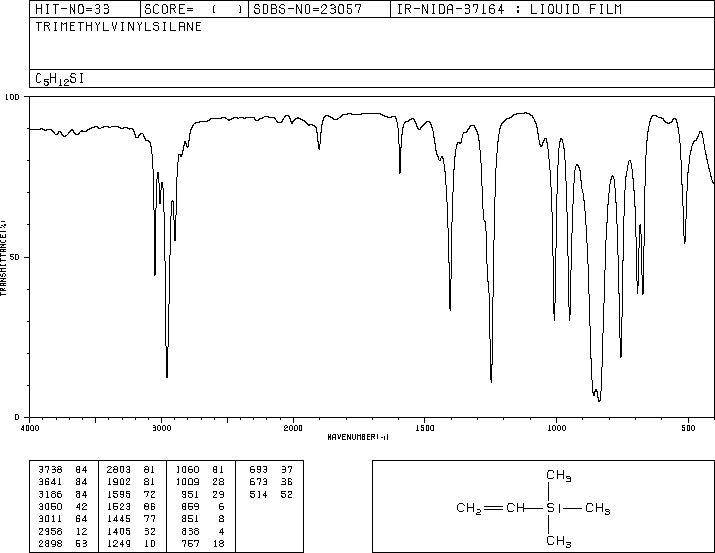 HIT-NO=33 SCORE= ( ) SDBS-NO=23057 IR-NIDA-37164 : LIQUID FILM
TRIMETHYLVINYLSILANE
C5H12SI
100
50
0
TRANSMITTANCE(%)
4000 3000 2000 1500 1000 500
WAVENUMBER(-1)
3738 84 2803 81 1060 81 693 37
3641 84 1902 81 1009 28 673 36
3186 84 1595 72 951 29 514 52
3050 42 1523 86 869 6
3011 64 1445 77 851 8
2958 12 1405 32 838 4
2898 53 1249 10 757 18
CH3
CH2=CH-Si-CH3
CH3